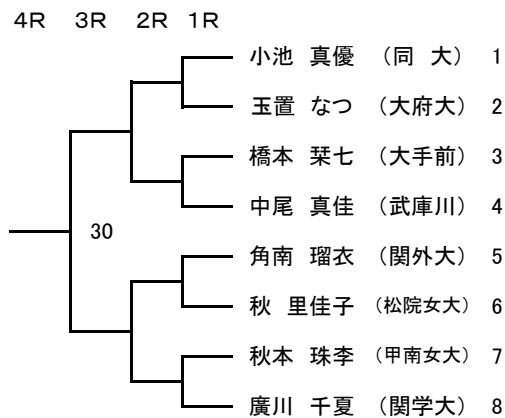 4R 3R 2R 1R
小池 真優 （同 大） 1
玉置 なつ （大府大） 2
橋本 栞七 （大手前） 3
中尾 真佳 （武庫川） 4
30
角南 瑠衣 （関外大） 5
秋 里佳子 （松院女大） 6
秋本 珠李 （甲南女大） 7
廣川 千夏 （関学大） 8